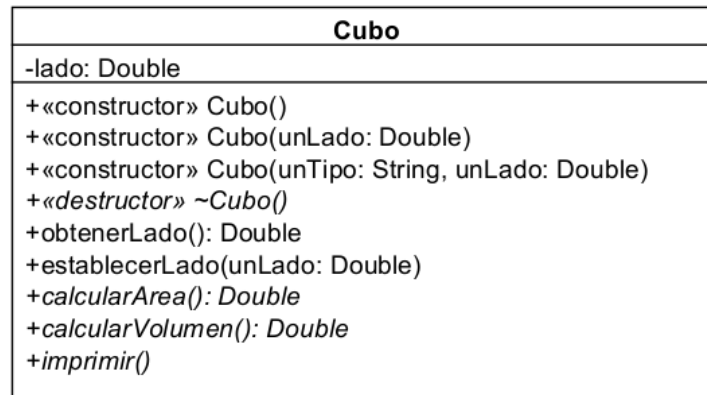 Cubo
-lado: Double
+«constructor» Cubo()
+«constructor» Cubo(unLado: Double)
+«constructor» Cubo(unTipo: String, unLado: Double)
+«destructor» ~Cubo()
+obtenerLado(): Double
+establecerLado(unLado: Double)
+calcularArea(): Double
+calcularVolumen(): Double
+imprimir()